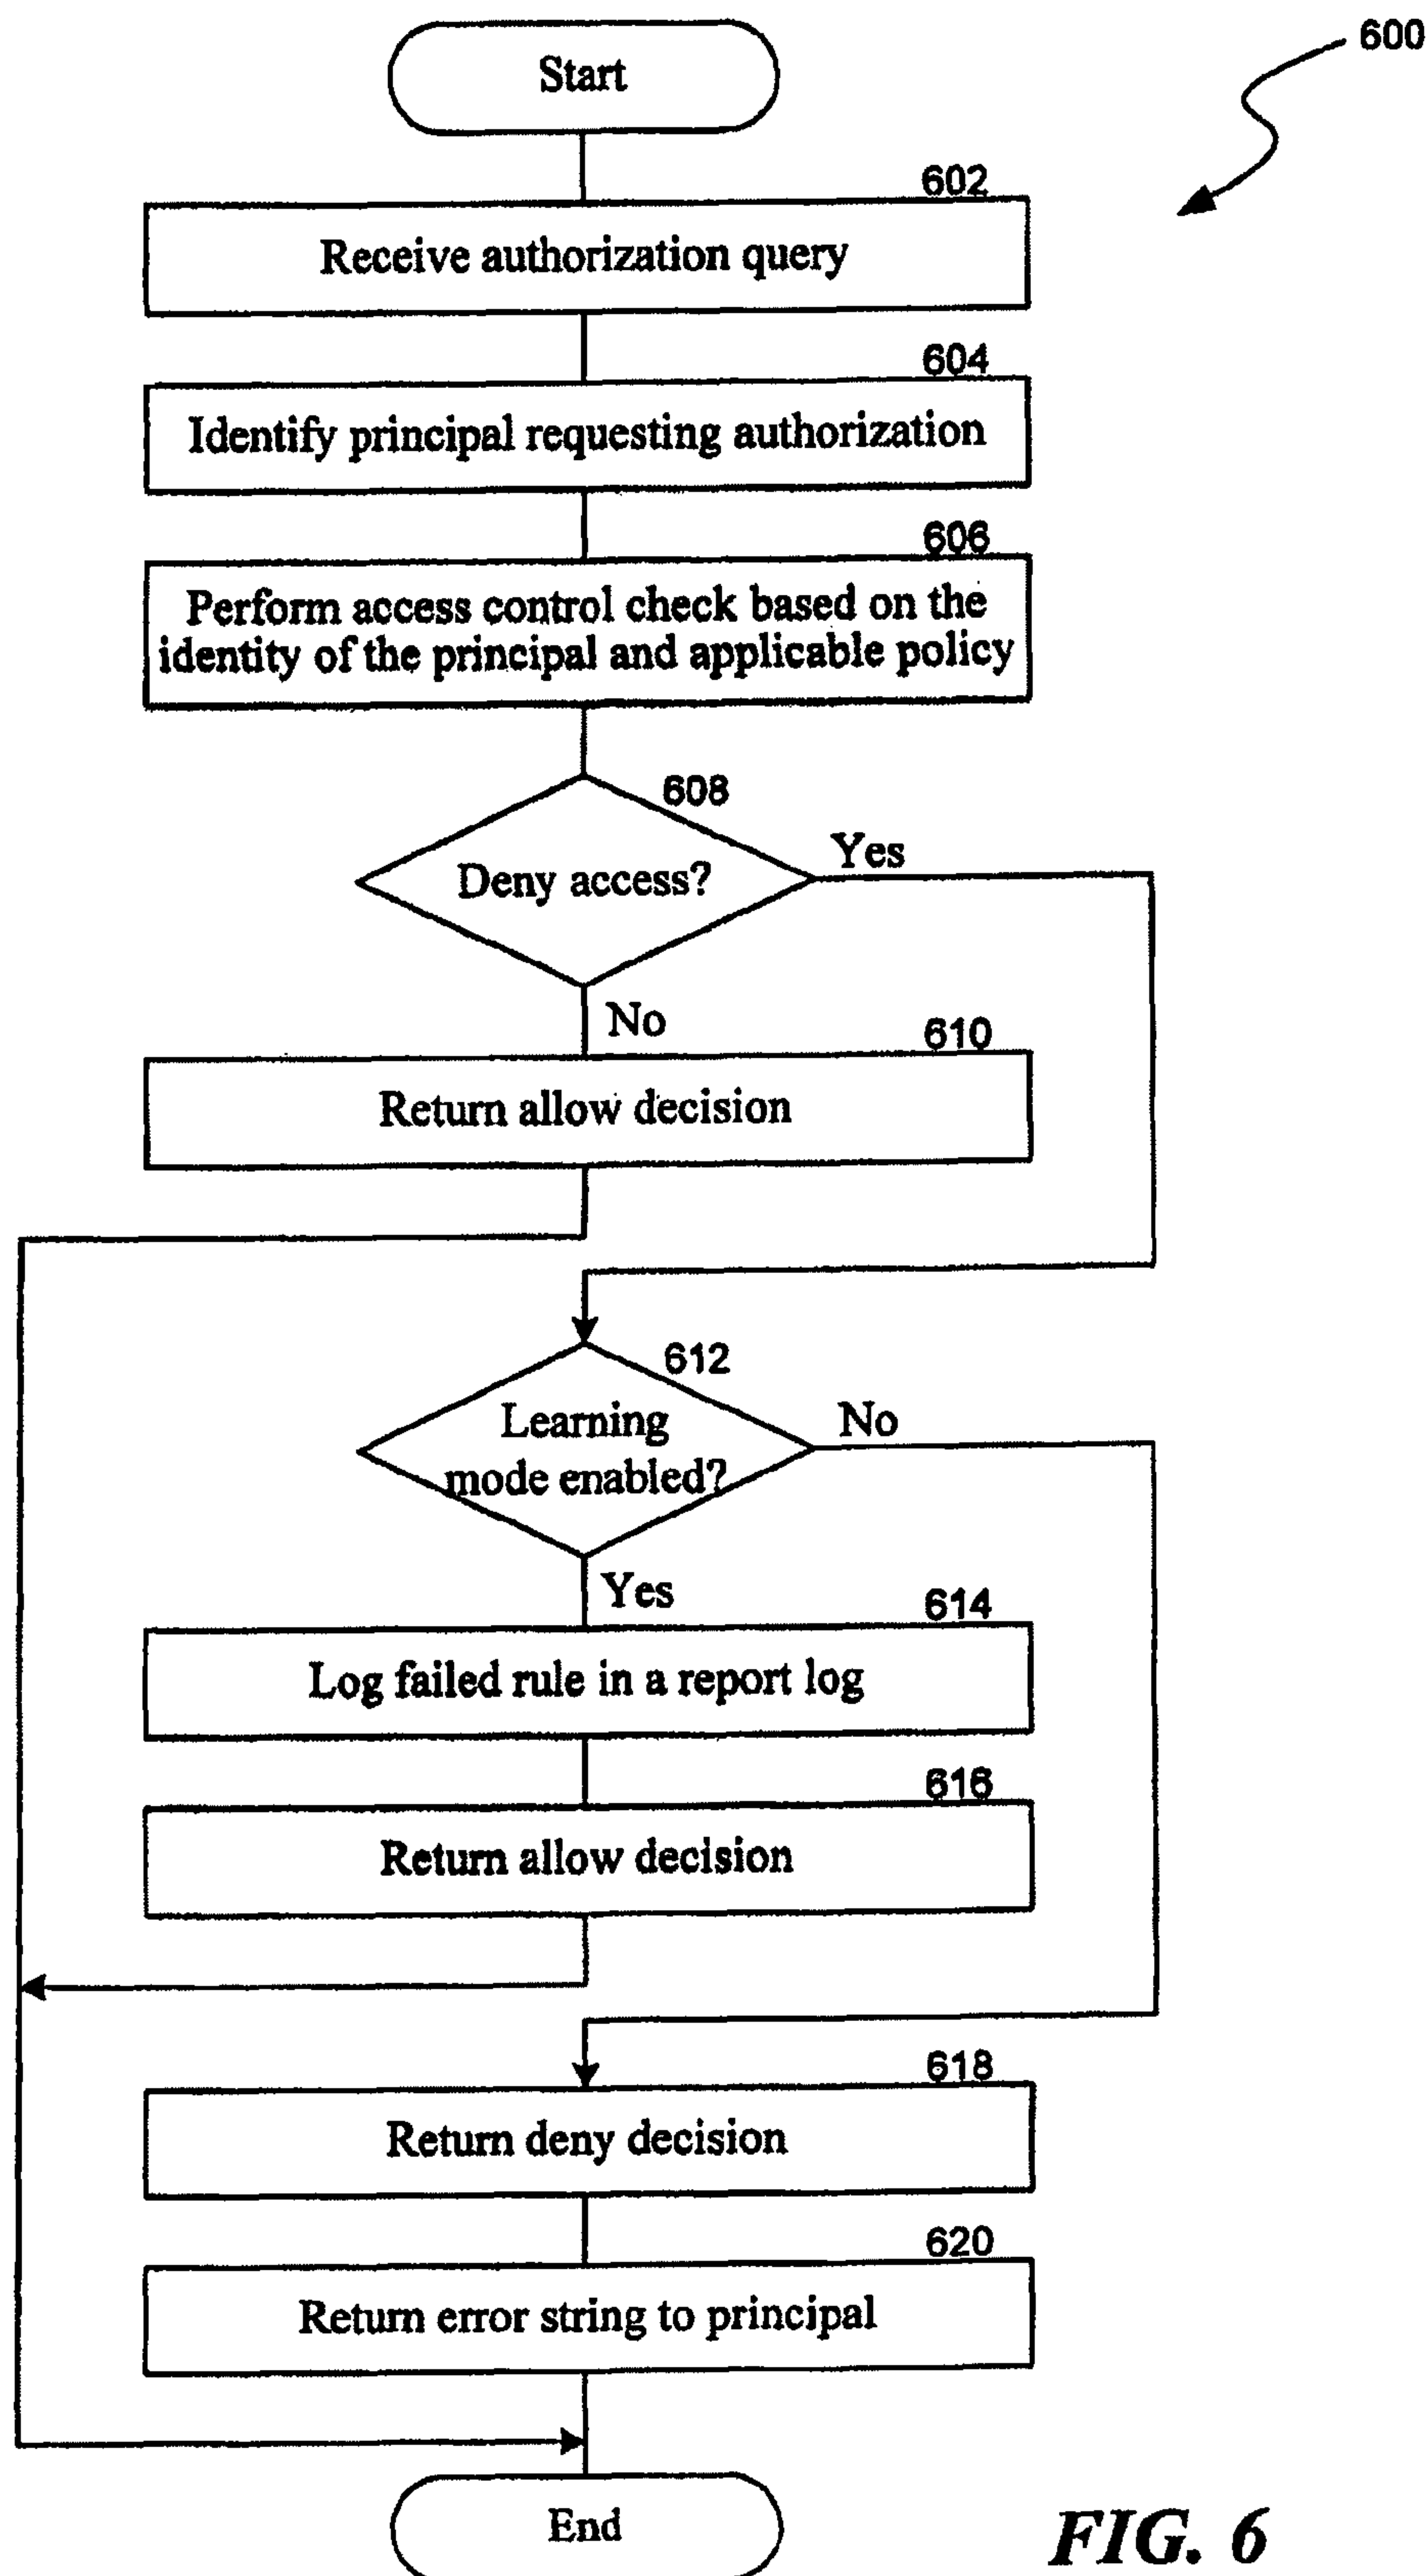 600
Start
602
Receive authorization query
604
Identify principal requesting authorization
606
Perform access control check based on the
identity of the principal and applicable policy
608
Deny access?
Yes
No
610
Return allow decision
612
Learning
mode enabled?
No
Yes
614
Log failed rule in a report log
616
Return allow decision
618
Return deny decision
620
Return error string to principal
End
FIG. 6